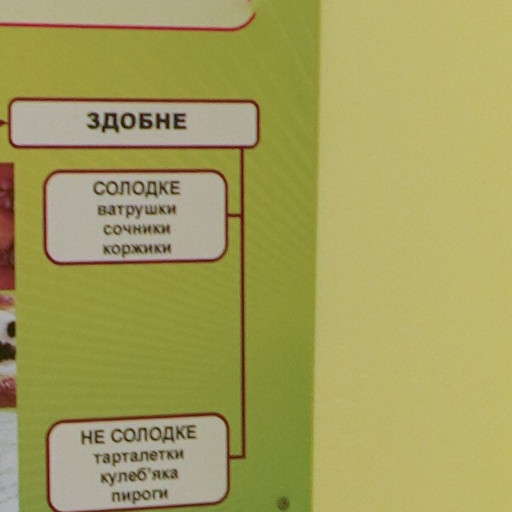 ЗДОБНЕ
СОЛОДКЕ
ватрушки
сочники
коржики
НЕ СОЛОДКЕ
тарталетки
кулеб'яка
пироги